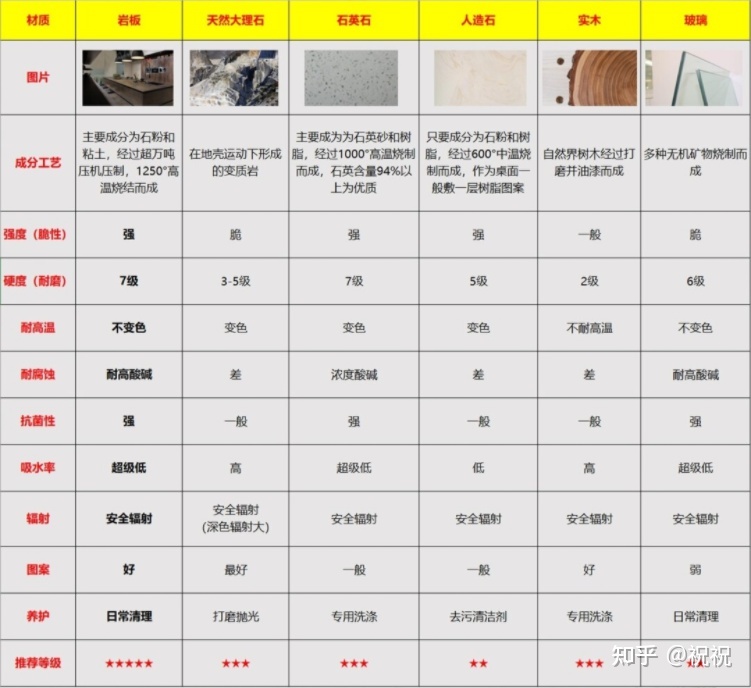 材质 岩板 天然大理石 石英石 人造石 实木 玻璃
图片
成分工艺
主要成分为石粉和
粘土，经过超万吨
压机压制，1250°高
温烧结而成
在地壳运动下形成
的变质岩
主要成为为石英砂和树
脂，经过1000°高温烧制
而成，石英含量94%以
上为优质
只要成分为石粉和树
脂，经过600°中温烧
制而成，作为桌面一
般敷一层树脂图案
自然界树木经过打
磨并油漆而成
多种无机矿物烧制而
成
强度（脆性） 强 脆 强 强 一般 脆
硬度（耐磨） 7级 3-5级 7级 5级 2级 6级
耐高温 不变色 变色 变色 变色 不耐高温 不变色
耐腐蚀 耐高酸碱 差 浓度酸碱 差 差 耐高酸碱
抗菌性 强 一般 强 一般 一般 强
吸水率 超级低 高 超级低 低 高 超级低
辐射 安全辐射
安全辐射
(深色辐射大)
安全辐射 安全辐射 安全辐射 安全辐射
图案 好 最好 一般 一般 好 弱
养护 日常清理 打磨抛光 专用洗涤 去污清洁剂 专用洗涤 日常清理
推荐等级 ★★★★★ ★★★ ★★★ ★★ ★★★
知乎 @祝祝